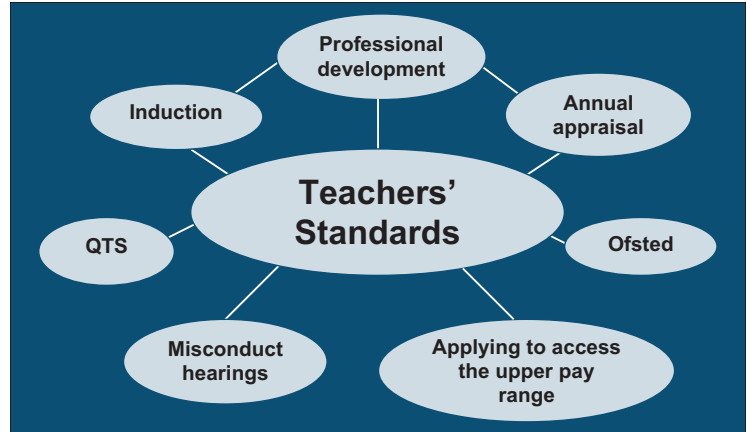 Professional
development
Induction
Annual
appraisal
Teachers’
Standards
QTS
Ofsted
Misconduct
hearings
Applying to access
the upper pay
range